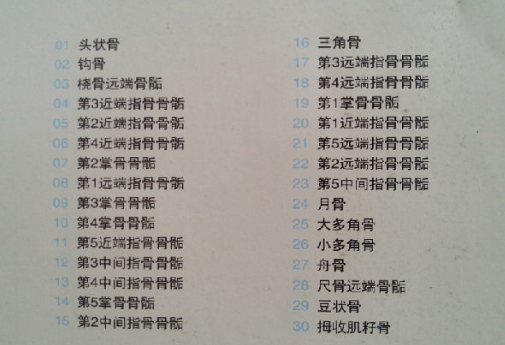 01 头状骨
02 钩骨
03 桡骨远端骨骺
04 第3近端指骨骨骺
05 第2近端指骨骨骺
06 第4近端指骨骨骺
07 第2掌骨骨骺
08 第1远端指骨骨骺
09 第3掌骨骨骺
10 第4掌骨骨骺
11 第5近端指骨骨骺
12 第3中间指骨骨骺
13 第4中间指骨骨骺
14 第5掌骨骨骺
15 第2中间指骨骨骺
16 三角骨
17 第3远端指骨骨骺
18 第4远端指骨骨骺
19 第1掌骨骨骺
20 第1近端指骨骨骺
21 第5远端指骨骨骺
22 第2远端指骨骨骺
23 第5中间指骨骨骺
24 月骨
25 大多角骨
26 小多角骨
27 舟骨
28 尺骨远端骨骺
29 豆状骨
30 拇收肌籽骨